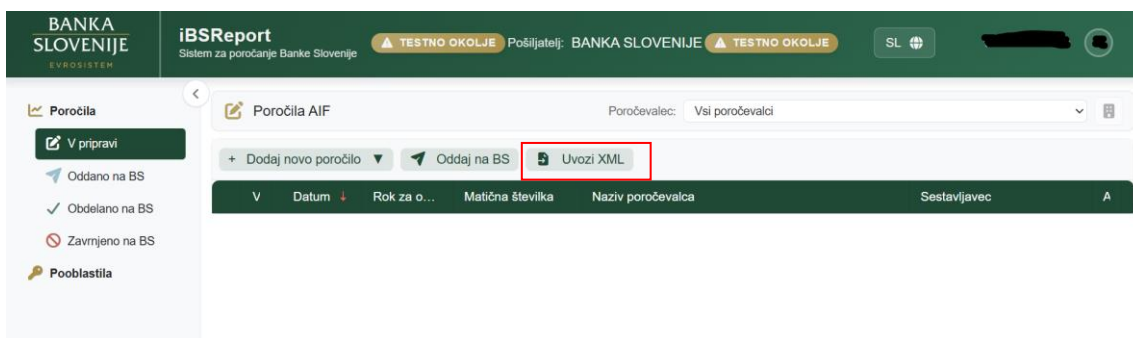 BANKA
SLOVENIJE
EVROSISTEM
iBSReport
Sistem za poročanje Banke Slovenije
TESTNO OKOLJE Pošiljatelj: BANKA SLOVENIJE TESTNO OKOLJE
SL
Poročila
V pripravi
Oddano na BS
Obdelano na BS
Zavrnjeno na BS
Pooblastila
Poročila AIF
Poročevalec: Vsi poročevalci
+ Dodaj novo poročilo ▼ Oddaj na BS Uvozi XML
V Datum ↓ Rok za o... Matična številka Naziv poročevalca Sestavljavec A